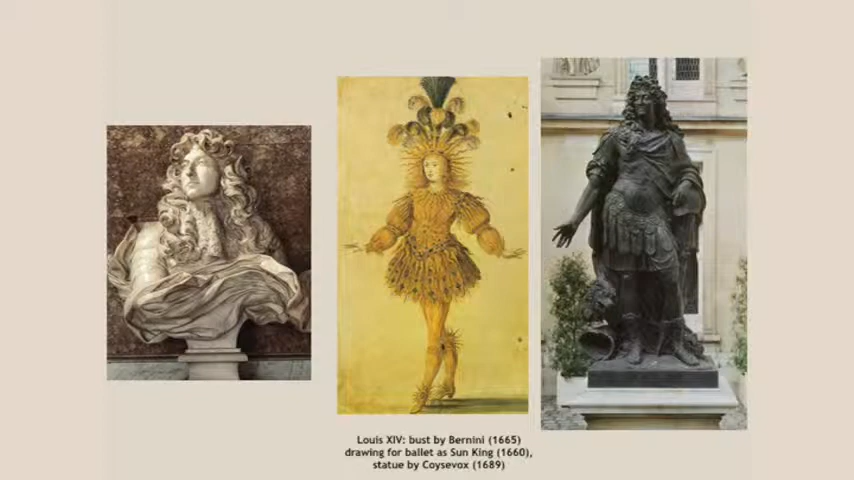 Louis XIV: bust by Bernini (1665)
drawing for ballet as Sun King (1660),
statue by Coysevox (1689)